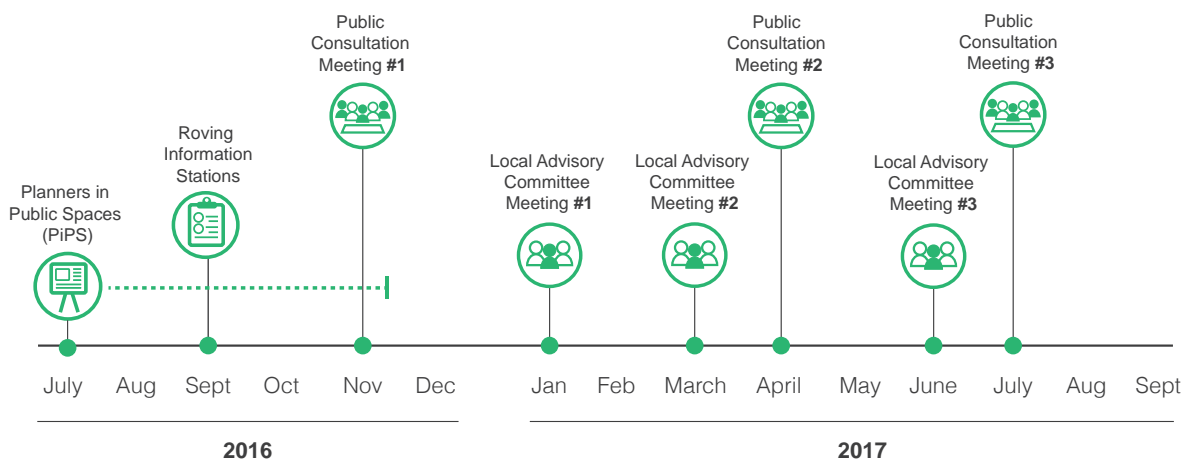 Planners in
Public Spaces
(PiPS)
Roving
Information
Stations
Public
Consultation
Meeting #1
Local Advisory
Committee
Meeting #1
Local Advisory
Committee
Meeting #2
Public
Consultation
Meeting #2
Local Advisory
Committee
Meeting #3
Public
Consultation
Meeting #3
July Aug Sept Oct Nov Dec Jan Feb March April May June July Aug Sept
2016 2017